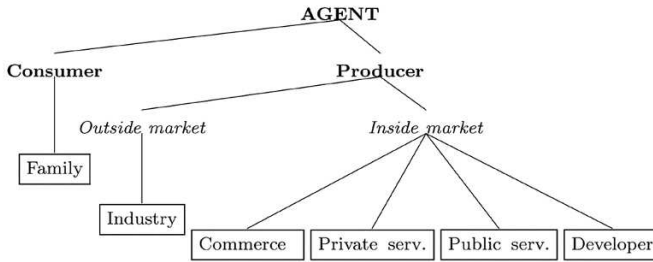 AGENT
Consumer Producer
Outside market Inside market
Family
Industry
Commerce Private serv. Public serv. Developer